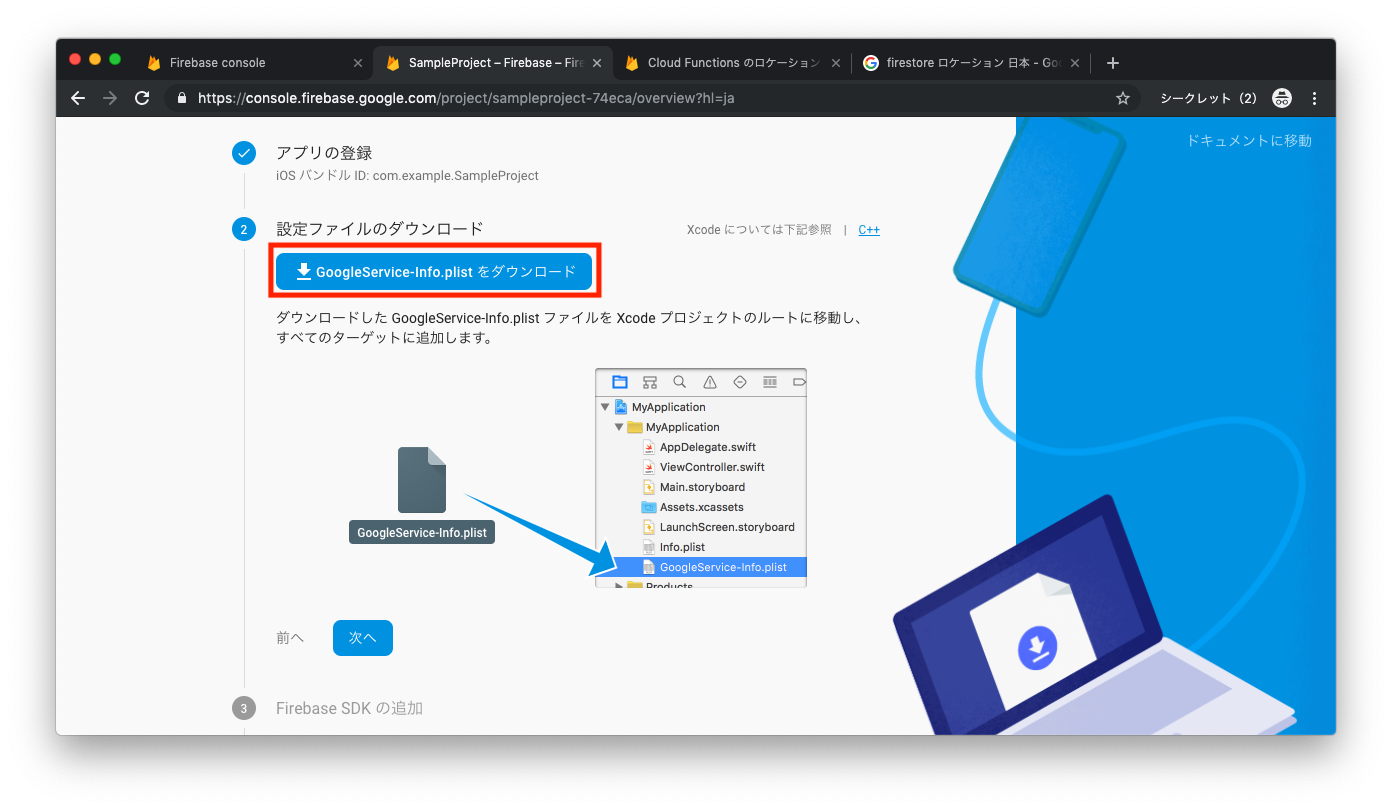 Firebase console
SampleProject – Firebase – Fire
Cloud Functions のロケーション
firestore ロケーション 日本 - Goo
https://console.firebase.google.com/project/sampleproject-74eca/overview?hl=ja
シークレット（2）
ドキュメントに移動
アプリの登録
iOS バンドル ID: com.example.SampleProject
2
設定ファイルのダウンロード
Xcode については下記参照 | C++
GoogleService-Info.plist をダウンロード
ダウンロードした GoogleService-Info.plist ファイルを Xcode プロジェクトのルートに移動し、
すべてのターゲットに追加します。
MyApplication
MyApplication
AppDelegate.swift
ViewController.swift
Main.storyboard
Assets.xcassets
LaunchScreen.storyboard
Info.plist
GoogleService-Info.plist
Products
GoogleService-Info.plist
前へ
次へ
3
Firebase SDK の追加